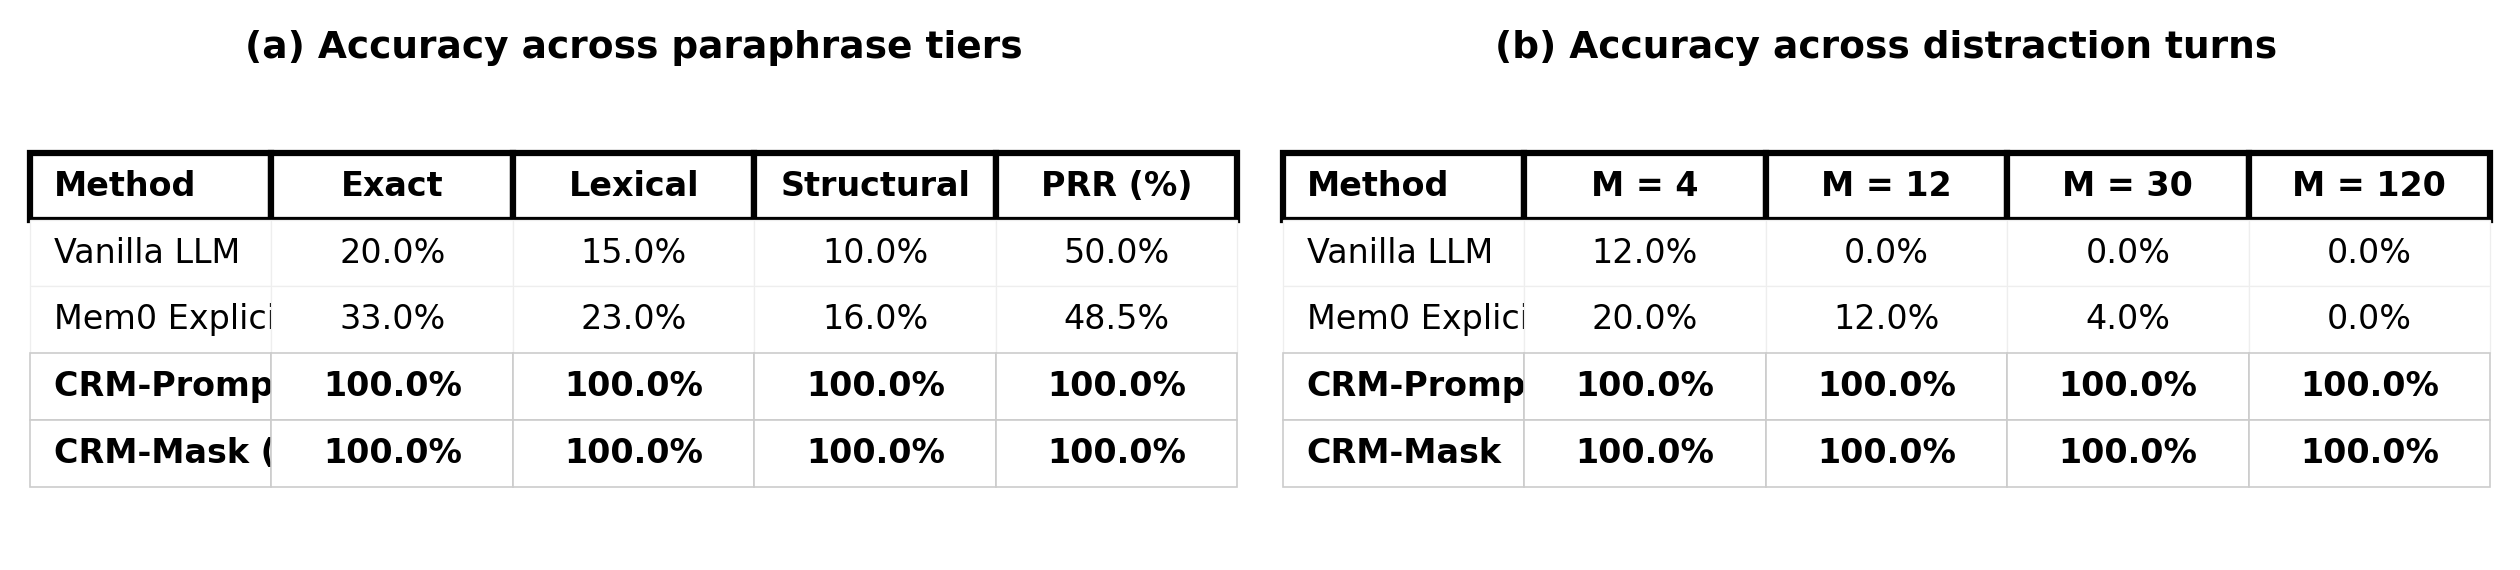 (a) Accuracy across paraphrase tiers
Method Exact Lexical Structural PRR (%)
Vanilla LLM 20.0% 15.0% 10.0% 50.0%
Mem0 Explici 33.0% 23.0% 16.0% 48.5%
CRM-Promp 100.0% 100.0% 100.0% 100.0%
CRM-Mask ( 100.0% 100.0% 100.0% 100.0%
(b) Accuracy across distraction turns
Method M = 4 M = 12 M = 30 M = 120
Vanilla LLM 12.0% 0.0% 0.0% 0.0%
Mem0 Explici 20.0% 12.0% 4.0% 0.0%
CRM-Promp 100.0% 100.0% 100.0% 100.0%
CRM-Mask 100.0% 100.0% 100.0% 100.0%